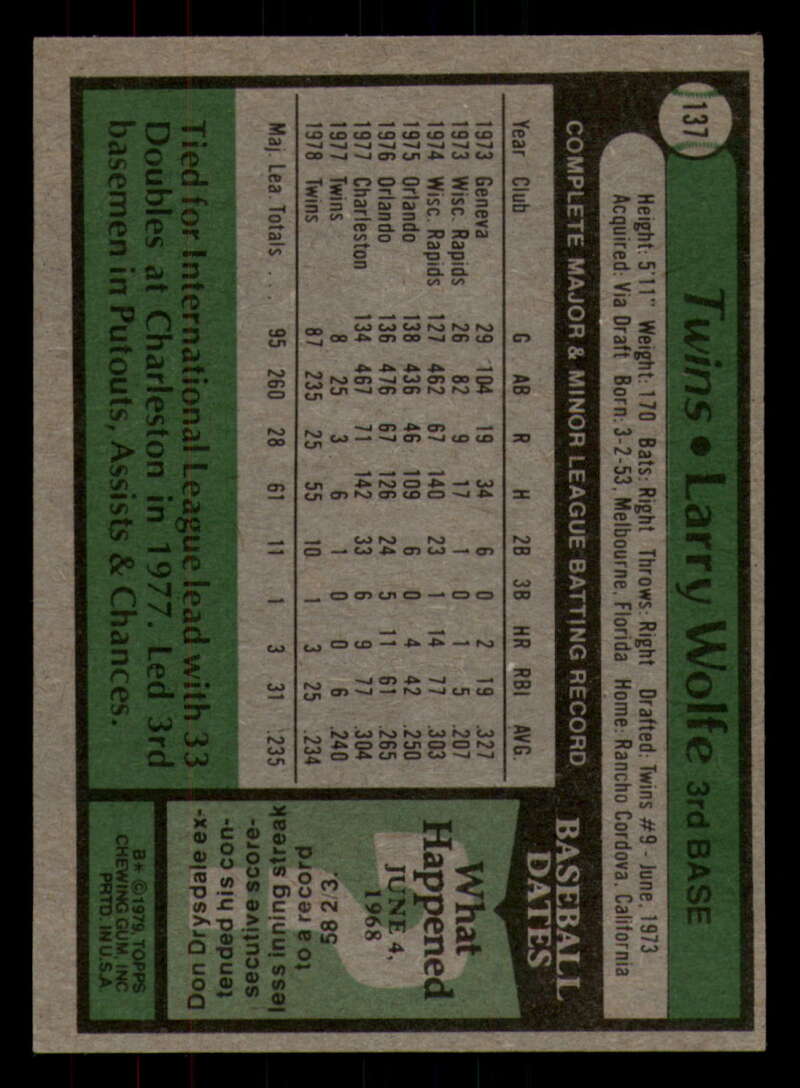 137
Twins • Larry Wolfe 3rd BASE
Height: 5'11" Weight: 170 Bats: Right Throws: Right Drafted: Twins #9 - June, 1973
Acquired: Via Draft Born: 3-2-53, Melbourne, Florida Home: Rancho Cordova, California
COMPLETE MAJOR & MINOR LEAGUE BATTING RECORD
Year Club G AB R H 2B 3B HR RBI AVG.
1973 Geneva 29 104 19 34 6 0 2 19 .327
1973 Wisc. Rapids 26 82 9 17 1 0 1 5 .207
1974 Wisc. Rapids 127 462 67 140 23 1 14 77 .303
1975 Orlando 138 436 46 109 6 0 4 42 .250
1976 Orlando 136 476 67 126 24 5 11 61 .265
1977 Charleston 134 467 71 142 33 6 9 77 .304
1977 Twins 8 25 3 6 1 0 0 6 .240
1978 Twins 87 235 25 55 10 1 3 25 .234
Maj. Lea. Totals . . . 95 260 28 61 11 1 3 31 .235
Tied for International League lead with 33
Doubles at Charleston in 1977. Led 3rd
basemen in Putouts, Assists & Chances.
BASEBALL
DATES
What
Happened
JUNE 4,
1968
Don Drysdale ex-
tended his con-
secutive score-
less inning streak
to a record
58 2/3.
B* ©1979, TOPPS
CHEWING GUM, INC
PRTD. IN U.S.A